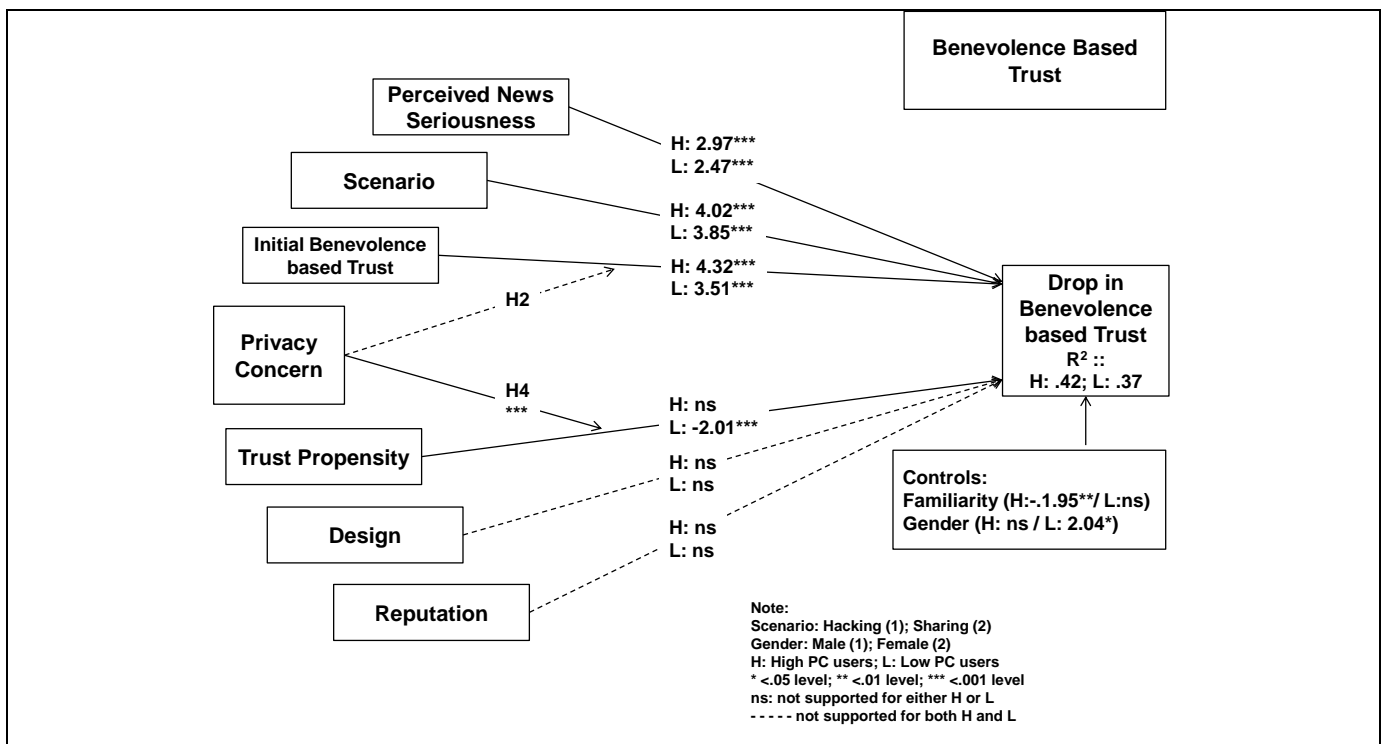 Benevolence Based
Trust
Perceived News
Seriousness
H: 2.97***
L: 2.47***
Scenario
H: 4.02***
L: 3.85***
Initial Benevolence
based Trust
H: 4.32***
L: 3.51***
H2
Privacy
Concern
Drop in
Benevolence
based Trust
R² ::
H: .42; L: .37
H4
***
H: ns
L: -2.01***
Trust Propensity
H: ns
L: ns
Design
H: ns
L: ns
Reputation
Controls:
Familiarity (H:-.1.95**/ L:ns)
Gender (H: ns / L: 2.04*)
Note:
Scenario: Hacking (1); Sharing (2)
Gender: Male (1); Female (2)
H: High PC users; L: Low PC users
* <.05 level; ** <.01 level; *** <.001 level
ns: not supported for either H or L
- - - - - not supported for both H and L